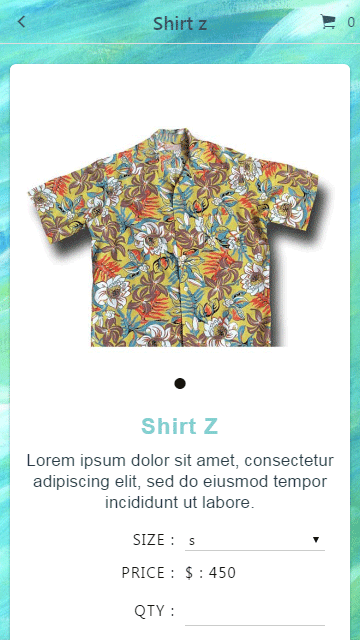 Shirt z
0
Shirt Z
Lorem ipsum dolor sit amet, consectetur
adipiscing elit, sed do eiusmod tempor
incididunt ut labore.
SIZE : s
PRICE : $ : 450
QTY :